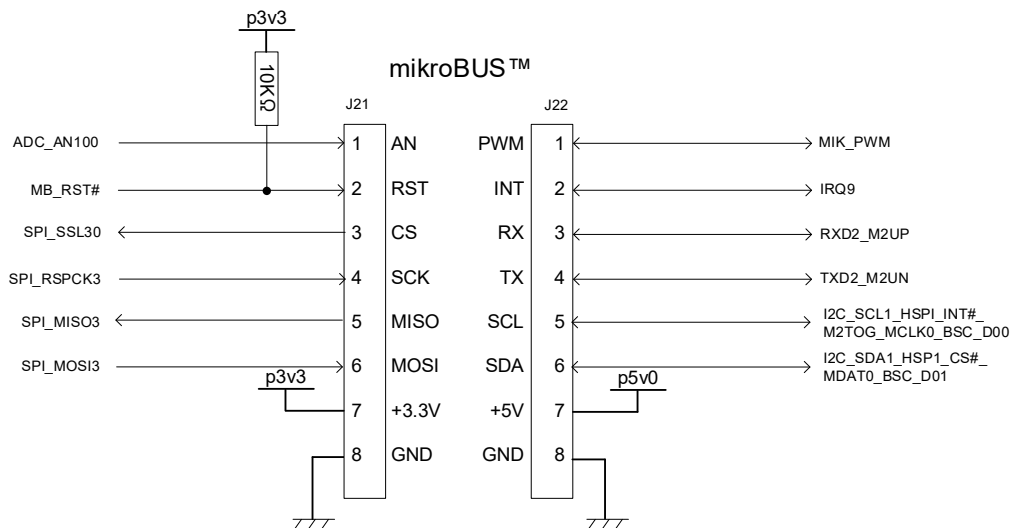 p3v3
10KΩ
mikroBUS™
J21
J22
ADC_AN100
1
AN
PWM
1
MIK_PWM
MB_RST#
2
RST
INT
2
IRQ9
SPI_SSL30
3
CS
RX
3
RXD2_M2UP
SPI_RSPCK3
4
SCK
TX
4
TXD2_M2UN
SPI_MISO3
5
MISO
SCL
5
I2C_SCL1_HSPI_INT#_
M2TOG_MCLK0_BSC_D00
SPI_MOSI3
6
MOSI
SDA
6
I2C_SDA1_HSP1_CS#_
MDAT0_BSC_D01
p3v3
7
+3.3V
+5V
7
p5v0
8
GND
GND
8